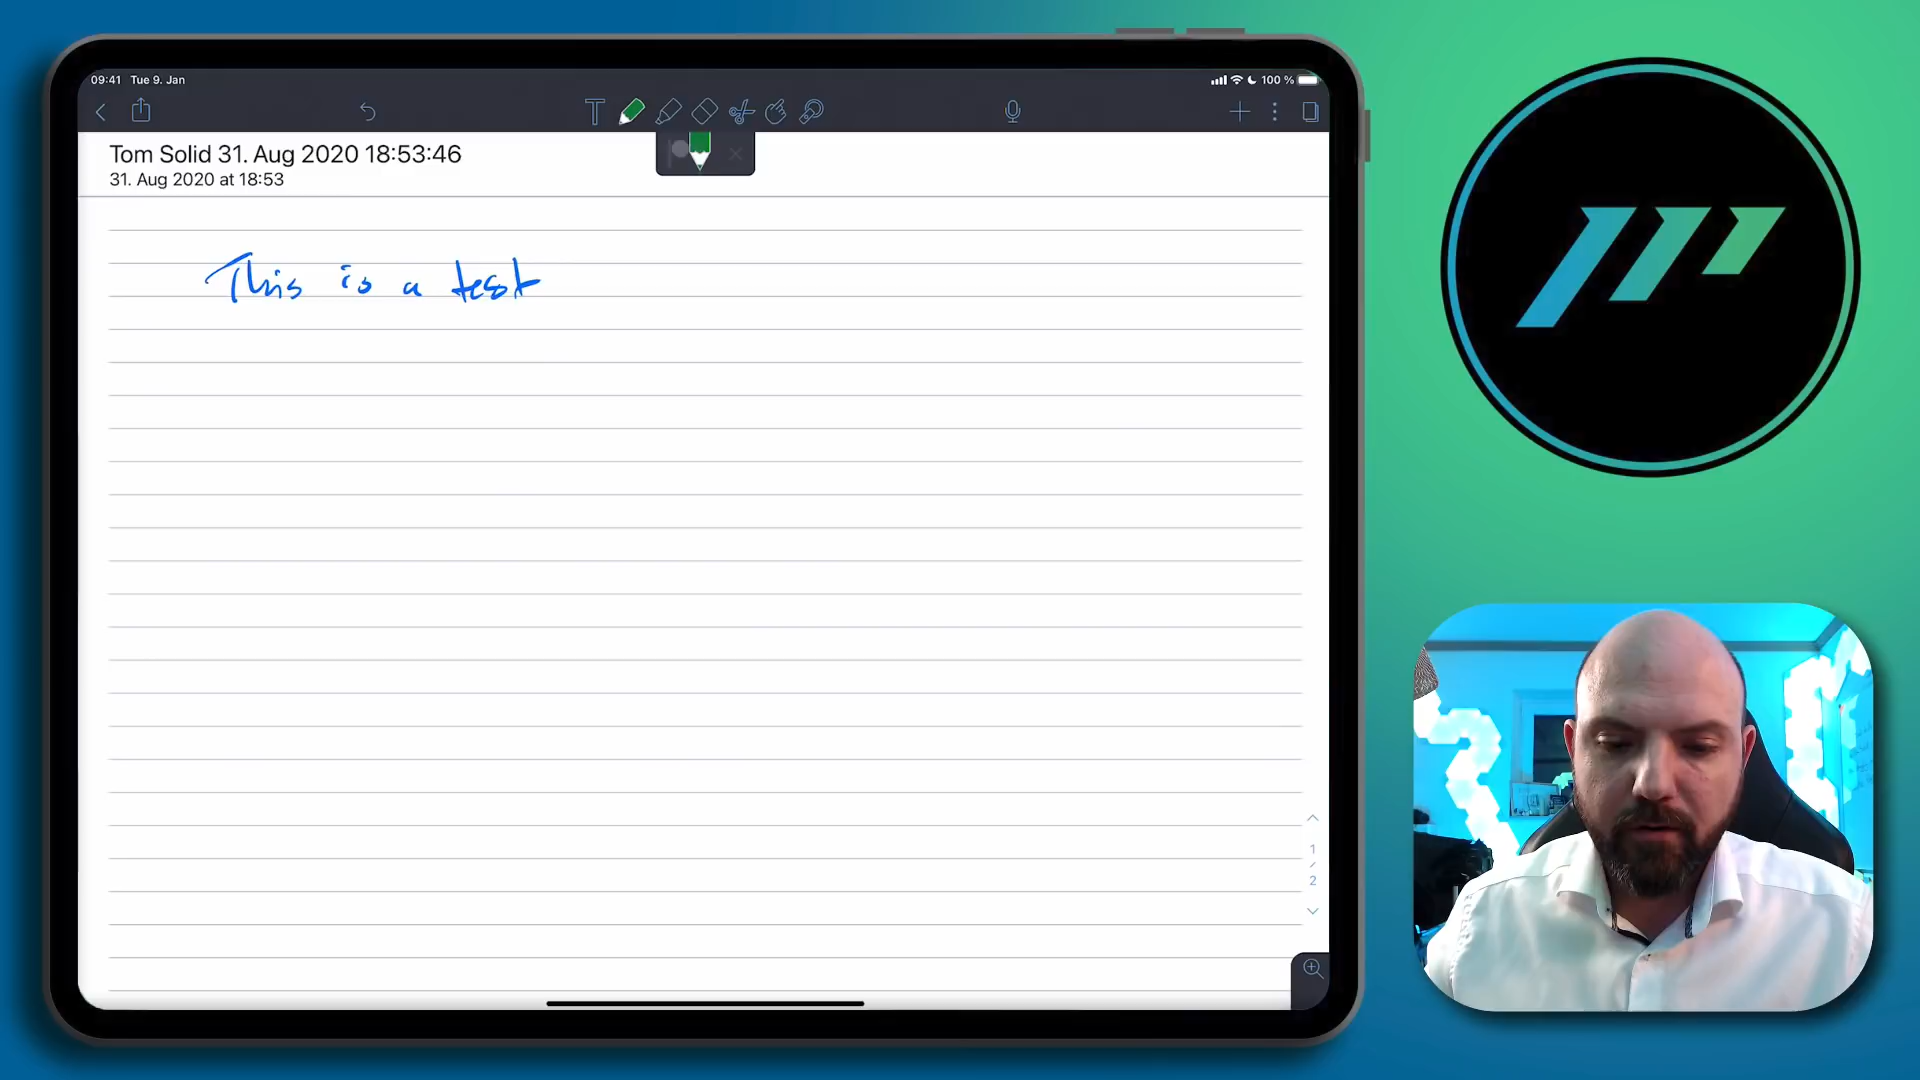 09:41 Tue 9. Jan 100 %
Tom Solid 31. Aug 2020 18:53:46
31. Aug 2020 at 18:53
This is a test
1
/
2